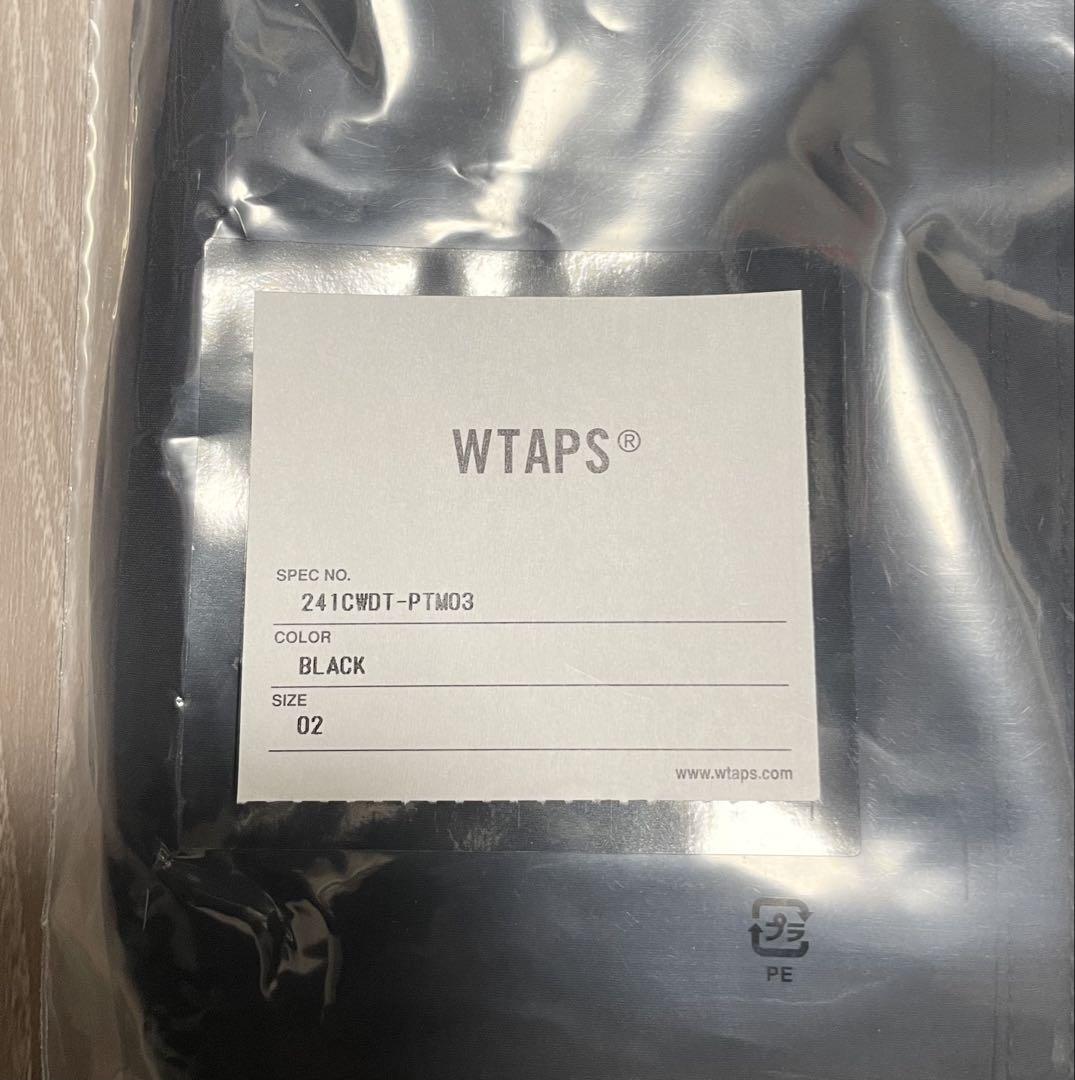 WTAPS®
SPEC NO.
241CWDT-PTM03
COLOR
BLACK
SIZE
02
www.wtaps.com
プラ
PE